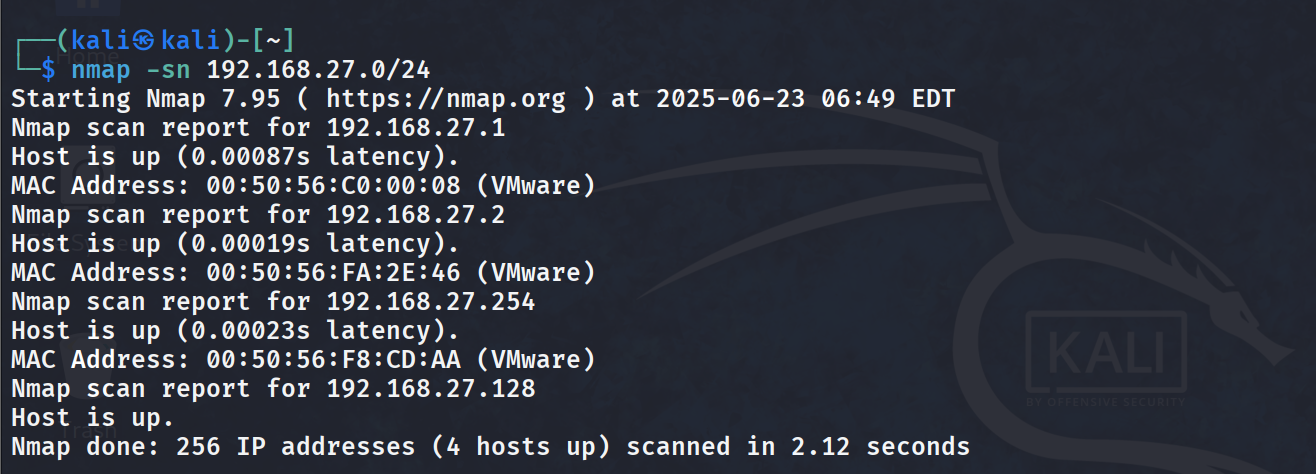 ┌──(kali㉿kali)-[~]
└─$ nmap -sn 192.168.27.0/24
Starting Nmap 7.95 ( https://nmap.org ) at 2025-06-23 06:49 EDT
Nmap scan report for 192.168.27.1
Host is up (0.00087s latency).
MAC Address: 00:50:56:C0:00:08 (VMware)
Nmap scan report for 192.168.27.2
Host is up (0.00019s latency).
MAC Address: 00:50:56:FA:2E:46 (VMware)
Nmap scan report for 192.168.27.254
Host is up (0.00023s latency).
MAC Address: 00:50:56:F8:CD:AA (VMware)
Nmap scan report for 192.168.27.128
Host is up.
Nmap done: 256 IP addresses (4 hosts up) scanned in 2.12 seconds
Home
Trash
KALI
BY OFFENSIVE SECURITY